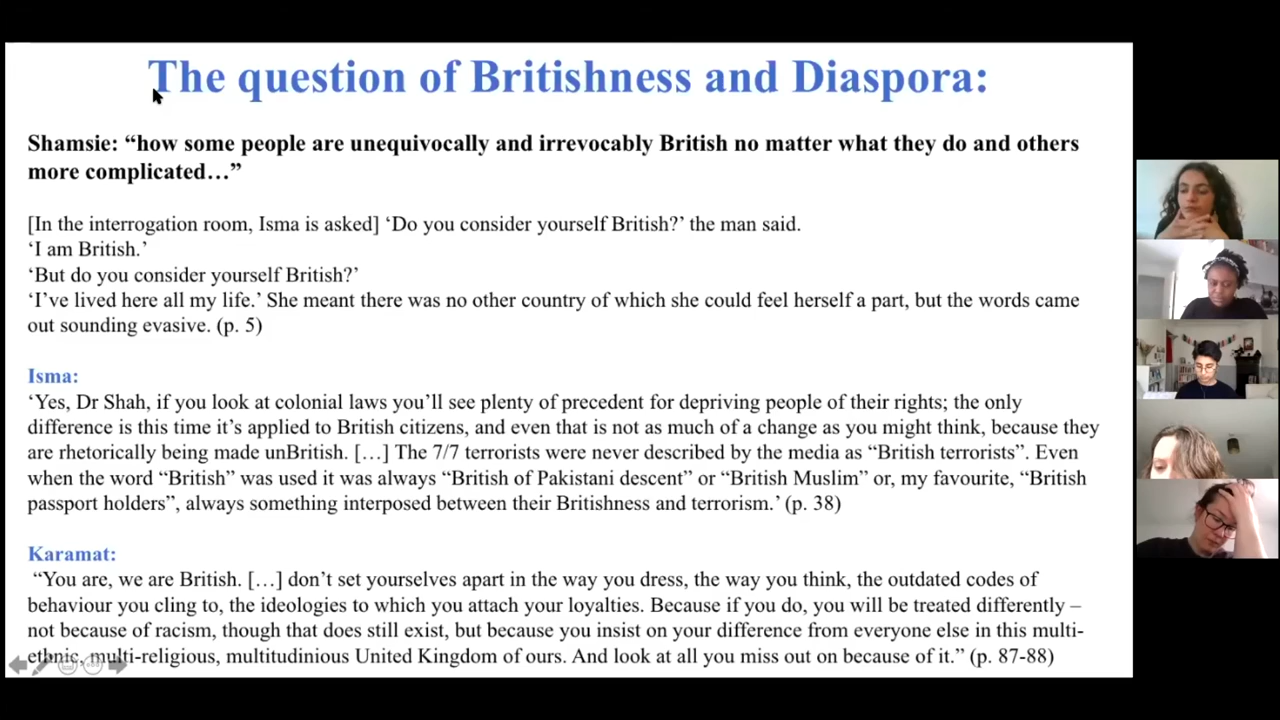 The question of Britishness and Diaspora:
Shamsie: “how some people are unequivocally and irrevocably British no matter what they do and others
more complicated…”
[In the interrogation room, Isma is asked] ‘Do you consider yourself British?’ the man said.
‘I am British.’
‘But do you consider yourself British?’
‘I’ve lived here all my life.’ She meant there was no other country of which she could feel herself a part, but the words came
out sounding evasive. (p. 5)
Isma:
‘Yes, Dr Shah, if you look at colonial laws you’ll see plenty of precedent for depriving people of their rights; the only
difference is this time it’s applied to British citizens, and even that is not as much of a change as you might think, because they
are rhetorically being made unBritish. […] The 7/7 terrorists were never described by the media as “British terrorists”. Even
when the word “British” was used it was always “British of Pakistani descent” or “British Muslim” or, my favourite, “British
passport holders”, always something interposed between their Britishness and terrorism.’ (p. 38)
Karamat:
“You are, we are British. […] don’t set yourselves apart in the way you dress, the way you think, the outdated codes of
behaviour you cling to, the ideologies to which you attach your loyalties. Because if you do, you will be treated differently –
not because of racism, though that does still exist, but because you insist on your difference from everyone else in this multi-
ethnic, multi-religious, multitudinious United Kingdom of ours. And look at all you miss out on because of it.” (p. 87-88)